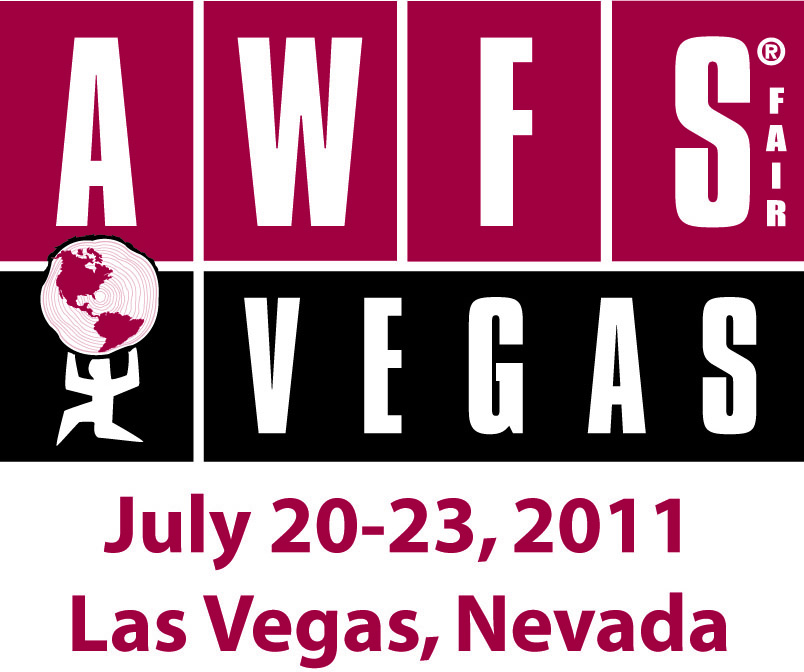 AWFS® FAIR
VEGAS
July 20-23, 2011
Las Vegas, Nevada